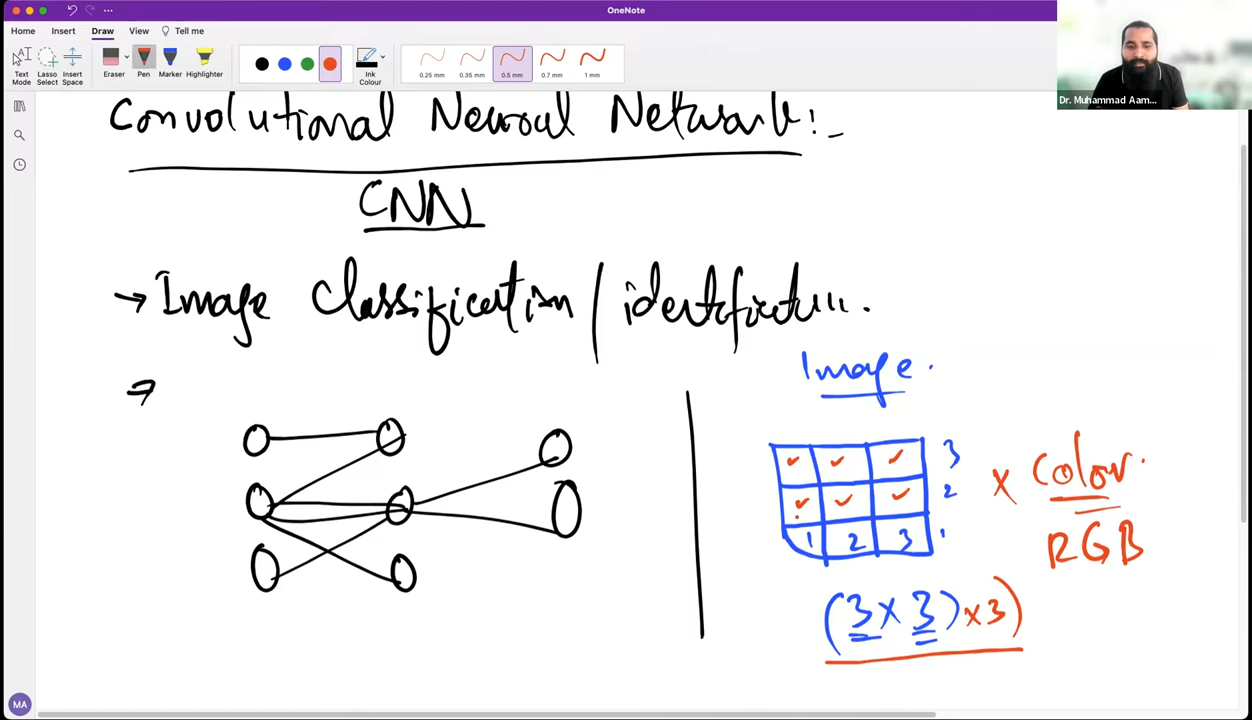 OneNote
Home Insert Draw View Tell me
Text Mode
Lasso Select
Insert Space
Eraser
Pen
Marker
Highlighter
Ink Colour
0.25 mm
0.35 mm
0.5 mm
0.7 mm
1 mm
Dr. Muhammad Aam...
Convolutional Neural Network:-
CNN
→ Image Classification / identification.
⇒
Image.
3
2
1 2 3 1
x Colour.
RGB
(3 x 3) x 3)
MA